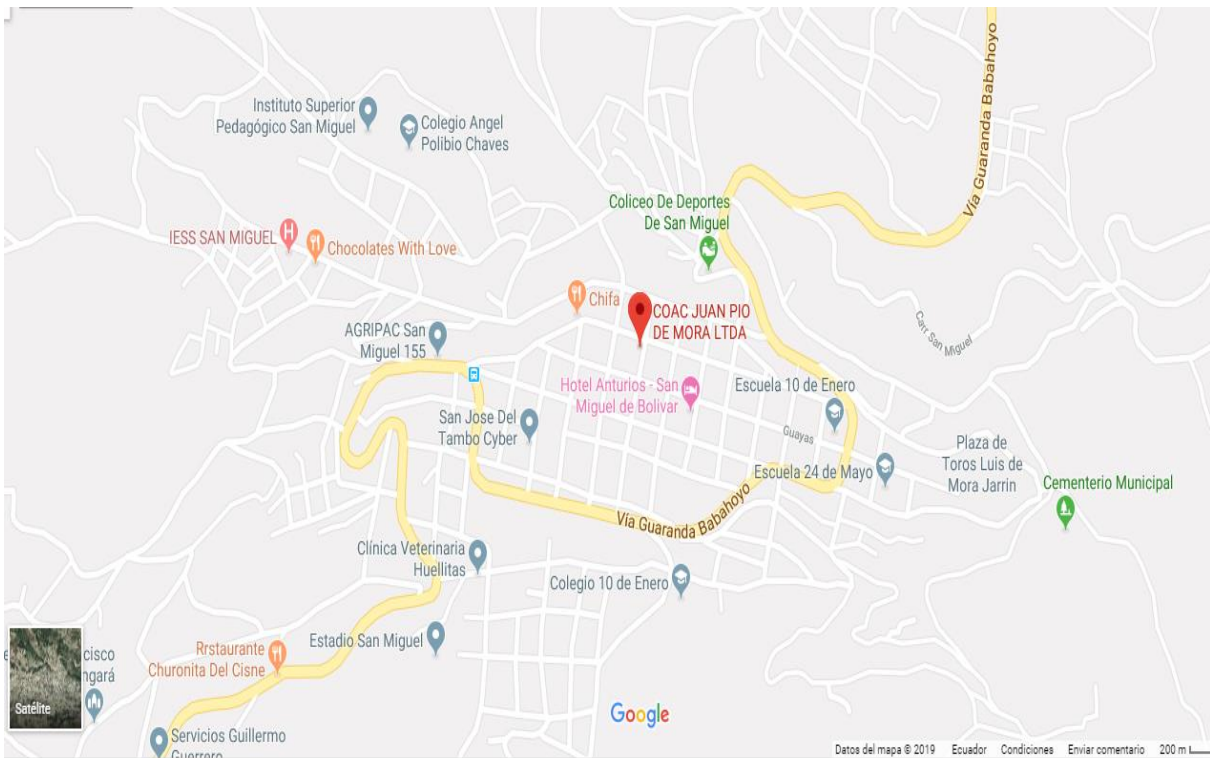 Instituto Superior
Pedagógico San Miguel
Colegio Angel
Polibio Chaves
Vía Guaranda Babahoyo
Coliceo De Deportes
De San Miguel
IESS SAN MIGUEL
Chocolates With Love
Chifa
COAC JUAN PIO
DE MORA LTDA
Carr San Miguel
AGRIPAC San
Miguel 155
Hotel Anturios - San
Miguel de Bolivar
Escuela 10 de Enero
San Jose Del
Tambo Cyber
Guayas
Plaza de
Toros Luis de
Mora Jarrin
Escuela 24 de Mayo
Cementerio Municipal
Vía Guaranda Babahoyo
Clínica Veterinaria
Huellitas
Colegio 10 de Enero
Estadio San Miguel
Rrstaurante
Churonita Del Cisne
cisco
ngará
Satélite
Google
Servicios Guillermo
Guerrero
Datos del mapa © 2019 Ecuador Condiciones Enviar comentario 200 m